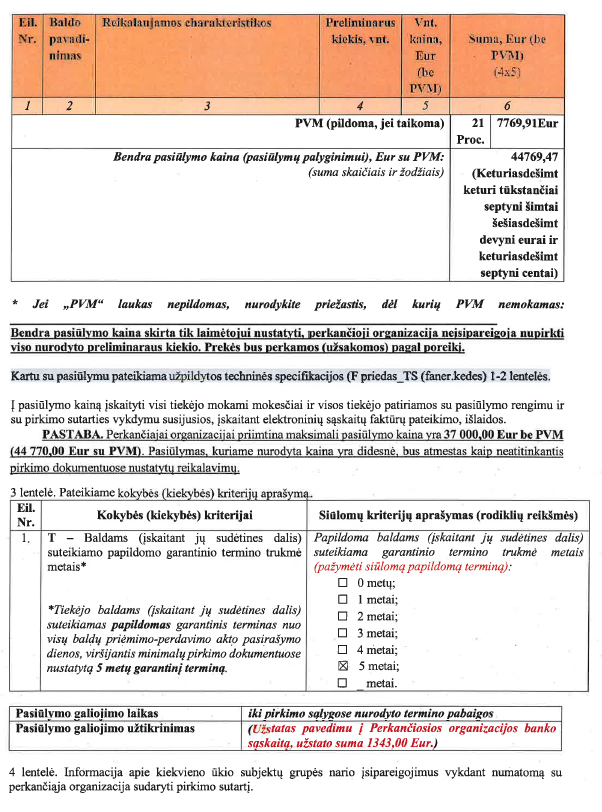 Eil. Nr.
Baldo pavadi-nimas
Reikalaujamos charakteristikos
Preliminarus kiekis, vnt.
Vnt. kaina, Eur (be PVM)
Suma, Eur (be PVM) (4x5)
1 2 3 4 5 6
PVM (pildoma, jei taikoma) 21 Proc. 7769,91Eur
Bendra pasiūlymo kaina (pasiūlymų palyginimui), Eur su PVM:
(suma skaičiais ir žodžiais)
44769,47
(Keturiasdešimt
keturi tūkstančiai
septyni šimtai
šešiasdešimt
devyni eurai ir
keturiasdešimt
septyni centai)
* Jei „PVM“ laukas nepildomas, nurodykite priežastis, dėl kurių PVM nemokamas:
Bendra pasiūlymo kaina skirta tik laimėtojui nustatyti, perkančioji organizacija neįsipareigoja nupirkti
viso nurodyto preliminaraus kiekio. Prekės bus perkamos (užsakomos) pagal poreikį.
Kartu su pasiūlymu pateikiama užpildytos techninės specifikacijos (F priedas_TS (faner.kedes) 1-2 lentelės.
Į pasiūlymo kainą įskaityti visi tiekėjo mokami mokesčiai ir visos tiekėjo patiriamos su pasiūlymo rengimu ir
su pirkimo sutarties vykdymu susijusios, įskaitant elektroninių sąskaitų faktūrų pateikimo, išlaidos.
PASTABA. Perkančiajai organizacijai priimtina maksimali pasiūlymo kaina yra 37 000,00 Eur be PVM
(44 770,00 Eur su PVM). Pasiūlymas, kuriame nurodyta kaina yra didesnė, bus atmestas kaip neatitinkantis
pirkimo dokumentuose nustatytų reikalavimų.
3 lentelė. Pateikiame kokybės (kiekybės) kriterijų aprašymą.
Eil. Nr.
Kokybės (kiekybės) kriterijai
Siūlomų kriterijų aprašymas (rodiklių reikšmės)
1.
T – Baldams (įskaitant jų sudėtines dalis)
suteikiamo papildomo garantinio termino trukmė
metais*
*Tiekėjo baldams (įskaitant jų sudėtines dalis)
suteikiamas papildomas garantinis terminas nuo
visų baldų priėmimo-perdavimo akto pasirašymo
dienos, viršijantis minimalų pirkimo dokumentuose
nustatytą 5 metų garantinį terminą.
Papildoma baldams (įskaitant jų sudėtines dalis)
suteikiama garantinio termino trukmė metais
(pažymėti siūlomą papildomą terminą):
☐ 0 metų;
☐ 1 metai;
☐ 2 metai;
☐ 3 metai;
☐ 4 metai;
☒ 5 metai;
☐ _ metai.
Pasiūlymo galiojimo laikas iki pirkimo sąlygose nurodyto termino pabaigos
Pasiūlymo galiojimo užtikrinimas (Užstatas pavedimu į Perkančiosios organizacijos banko
sąskaitą, užstato suma 1343,00 Eur.)
4 lentelė. Informacija apie kiekvieno ūkio subjektų grupės nario įsipareigojimus vykdant numatomą su
perkančiąja organizacija sudaryti pirkimo sutartį.